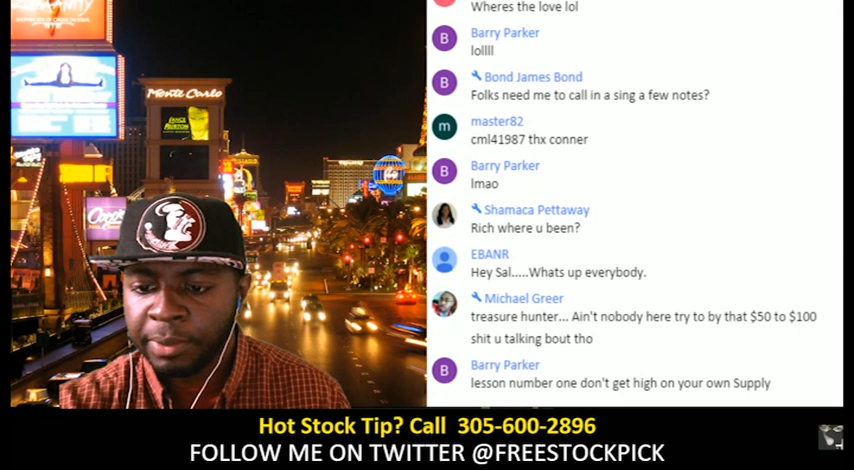 Monte Carlo
LANCE
BURTON
Wheres the love lol
B
Barry Parker
lollll
B
Bond James Bond
Folks need me to call in a sing a few notes?
m
master82
cml41987 thx conner
B
Barry Parker
lmao
Shamaca Pettaway
Rich where u been?
EBANR
Hey Sal.....Whats up everybody.
Michael Greer
treasure hunter... Ain't nobody here try to by that $50 to $100
shit u talking bout tho
B
Barry Parker
lesson number one don't get high on your own Supply
Hot Stock Tip? Call 305-600-2896
FOLLOW ME ON TWITTER @FREESTOCKPICK